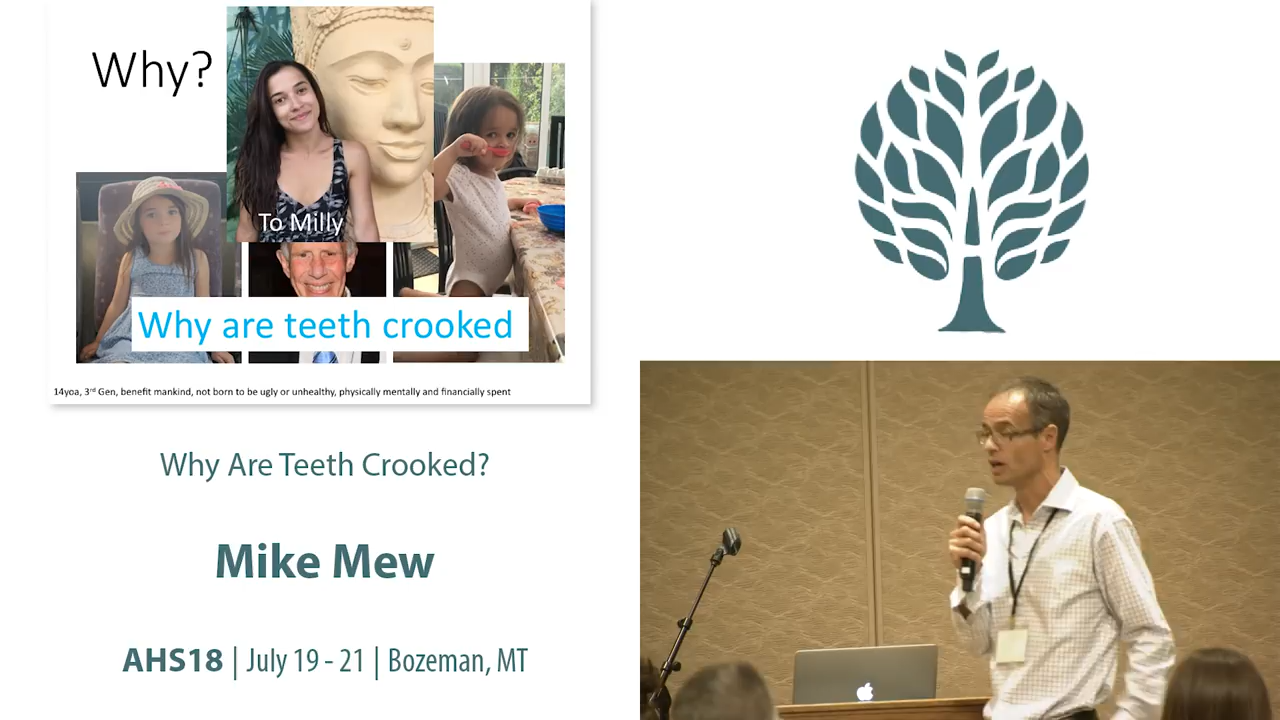 Why?
To Milly
Why are teeth crooked
14yoa, 3rd Gen, benefit mankind, not born to be ugly or unhealthy, physically mentally and financially spent
Why Are Teeth Crooked?
Mike Mew
AHS18 | July 19 - 21 | Bozeman, MT